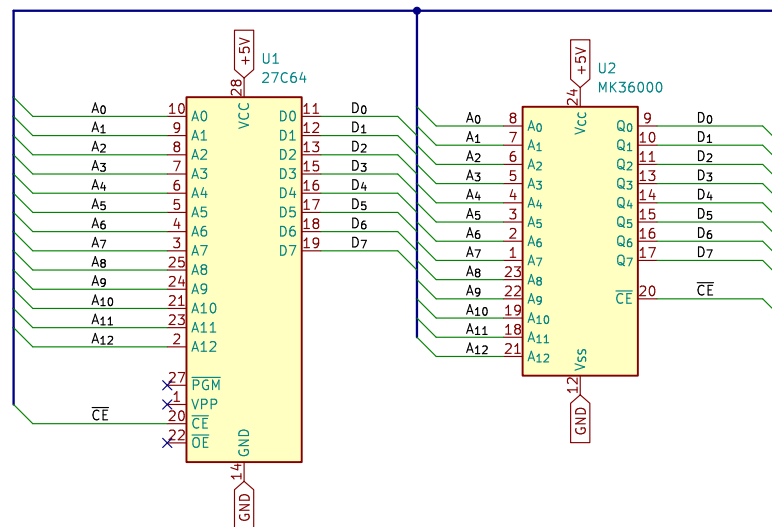 +5V
U1
27C64
28
VCC
A0 10 A0 D0 11 D0
A1 9 A1 D1 12 D1
A2 8 A2 D2 13 D2
A3 7 A3 D3 15 D3
A4 6 A4 D4 16 D4
A5 5 A5 D5 17 D5
A6 4 A6 D6 18 D6
A7 3 A7 D7 19 D7
A8 25 A8
A9 24 A9
A10 21 A10
A11 23 A11
A12 2 A12
27 PGM
1 VPP
CE 20 CE
22 OE
GND
14
GND
+5V
U2
MK36000
24
Vcc
A0 8 A0 Q0 9 D0
A1 7 A1 Q1 10 D1
A2 6 A2 Q2 11 D2
A3 5 A3 Q3 13 D3
A4 4 A4 Q4 14 D4
A5 3 A5 Q5 15 D5
A6 2 A6 Q6 16 D6
A7 1 A7 Q7 17 D7
A8 23 A8
A9 22 A9 CE 20 CE
A10 19 A10
A11 18 A11
A12 21 A12
Vss
12
GND